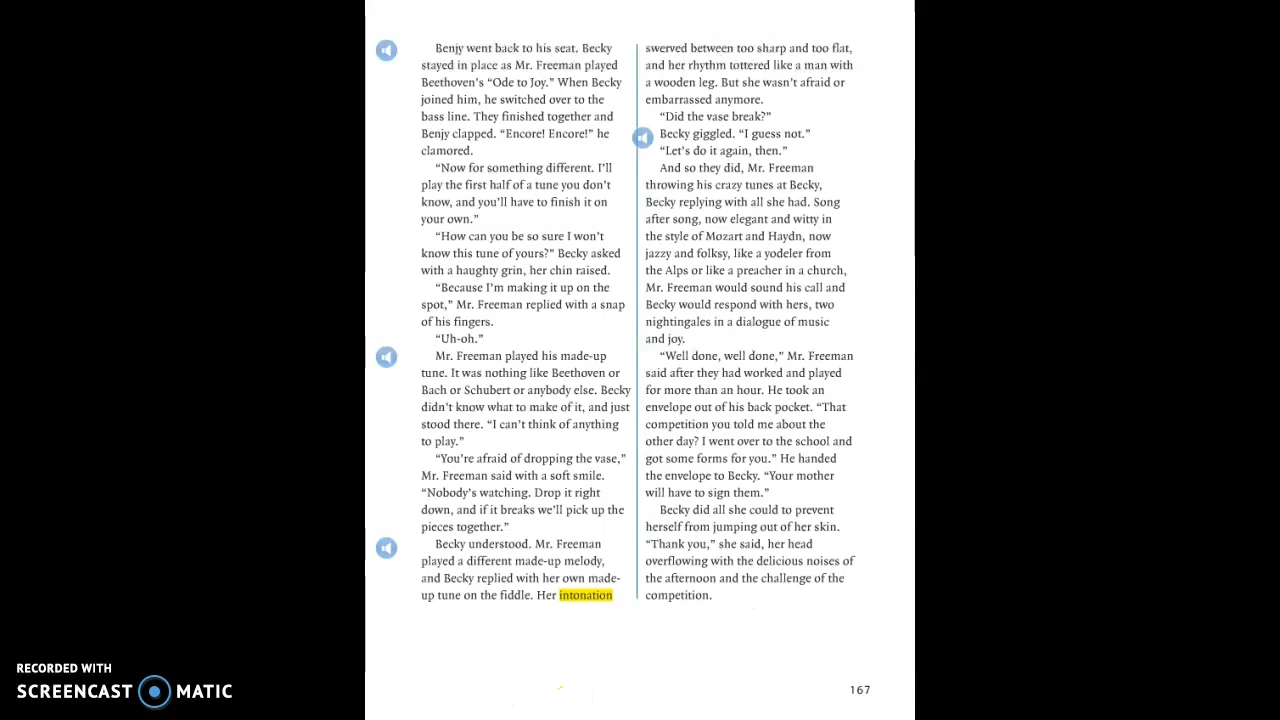 Benjy went back to his seat. Becky
stayed in place as Mr. Freeman played
Beethoven's “Ode to Joy.” When Becky
joined him, he switched over to the
bass line. They finished together and
Benjy clapped. “Encore! Encore!” he
clamored.
“Now for something different. I'll
play the first half of a tune you don't
know, and you'll have to finish it on
your own.”
“How can you be so sure I won't
know this tune of yours?” Becky asked
with a haughty grin, her chin raised.
“Because I'm making it up on the
spot,” Mr. Freeman replied with a snap
of his fingers.
“Uh-oh.”
Mr. Freeman played his made-up
tune. It was nothing like Beethoven or
Bach or Schubert or anybody else. Becky
didn't know what to make of it, and just
stood there. “I can't think of anything
to play.”
“You're afraid of dropping the vase,”
Mr. Freeman said with a soft smile.
“Nobody's watching. Drop it right
down, and if it breaks we'll pick up the
pieces together.”
Becky understood. Mr. Freeman
played a different made-up melody,
and Becky replied with her own made-
up tune on the fiddle. Her intonation
swerved between too sharp and too flat,
and her rhythm tottered like a man with
a wooden leg. But she wasn't afraid or
embarrassed anymore.
“Did the vase break?”
Becky giggled. “I guess not.”
“Let's do it again, then.”
And so they did, Mr. Freeman
throwing his crazy tunes at Becky,
Becky replying with all she had. Song
after song, now elegant and witty in
the style of Mozart and Haydn, now
jazzy and folksy, like a yodeler from
the Alps or like a preacher in a church,
Mr. Freeman would sound his call and
Becky would respond with hers, two
nightingales in a dialogue of music
and joy.
“Well done, well done,” Mr. Freeman
said after they had worked and played
for more than an hour. He took an
envelope out of his back pocket. “That
competition you told me about the
other day? I went over to the school and
got some forms for you.” He handed
the envelope to Becky. “Your mother
will have to sign them.”
Becky did all she could to prevent
herself from jumping out of her skin.
“Thank you,” she said, her head
overflowing with the delicious noises of
the afternoon and the challenge of the
competition.
167
RECORDED WITH
SCREENCAST MATIC